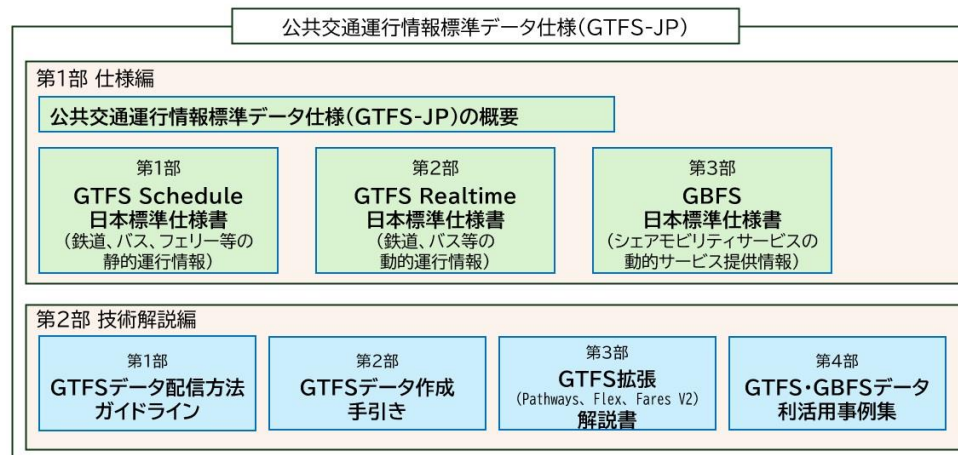 公共交通運行情報標準データ仕様(GTFS-JP)
第1部 仕様編
公共交通運行情報標準データ仕様(GTFS-JP)の概要
第1部
GTFS Schedule
日本標準仕様書
(鉄道、バス、フェリー等の
静的運行情報)
第2部
GTFS Realtime
日本標準仕様書
(鉄道、バス等の
動的運行情報)
第3部
GBFS
日本標準仕様書
(シェアモビリティサービスの
動的サービス提供情報)
第2部 技術解説編
第1部
GTFSデータ配信方法
ガイドライン
第2部
GTFSデータ作成
手引き
第3部
GTFS拡張
(Pathways、Flex、Fares V2)
解説書
第4部
GTFS・GBFSデータ
利活用事例集